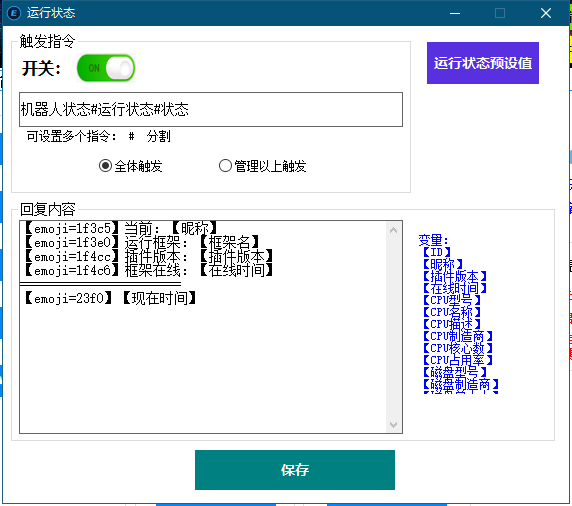 运行状态
触发指令
开关：
ON
运行状态预设值
机器人状态#运行状态#状态
可设置多个指令： # 分割
全体触发
管理以上触发
回复内容
【emoji=1f3c5】当前：【昵称】
【emoji=1f3e0】运行框架：【框架名】
【emoji=1f4cc】插件版本：【插件版本】
【emoji=1f4c6】框架在线：【在线时间】
═══════════════
【emoji=23f0】【现在时间】
变量：
【ID】
【昵称】
【插件版本】
【在线时间】
【CPU型号】
【CPU名称】
【CPU描述】
【CPU制造商】
【CPU核心数】
【CPU占用率】
【磁盘型号】
【磁盘制造商】
保存